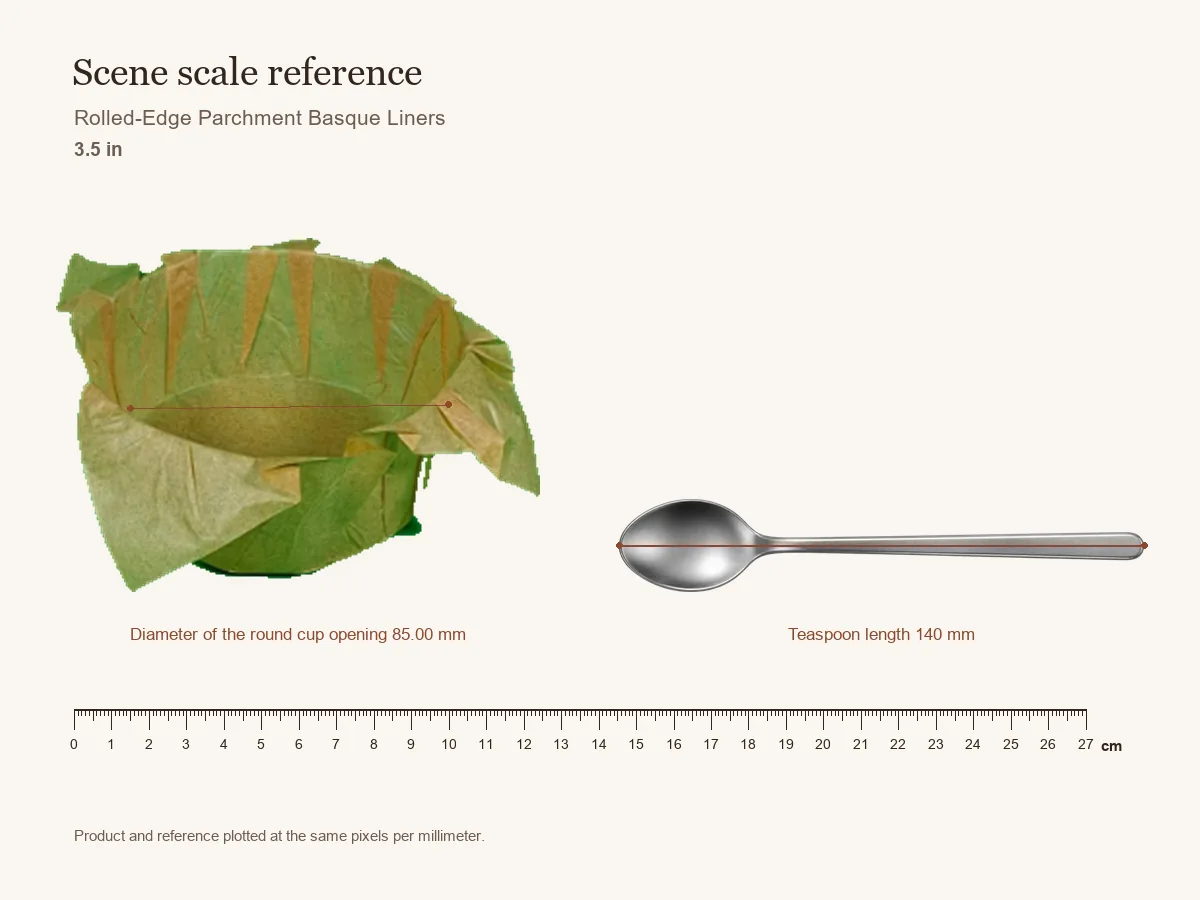 Scene scale reference
Rolled-Edge Parchment Basque Liners
3.5 in
Diameter of the round cup opening 85.00 mm
Teaspoon length 140 mm
0 1 2 3 4 5 6 7 8 9 10 11 12 13 14 15 16 17 18 19 20 21 22 23 24 25 26 27 cm
Product and reference plotted at the same pixels per millimeter.